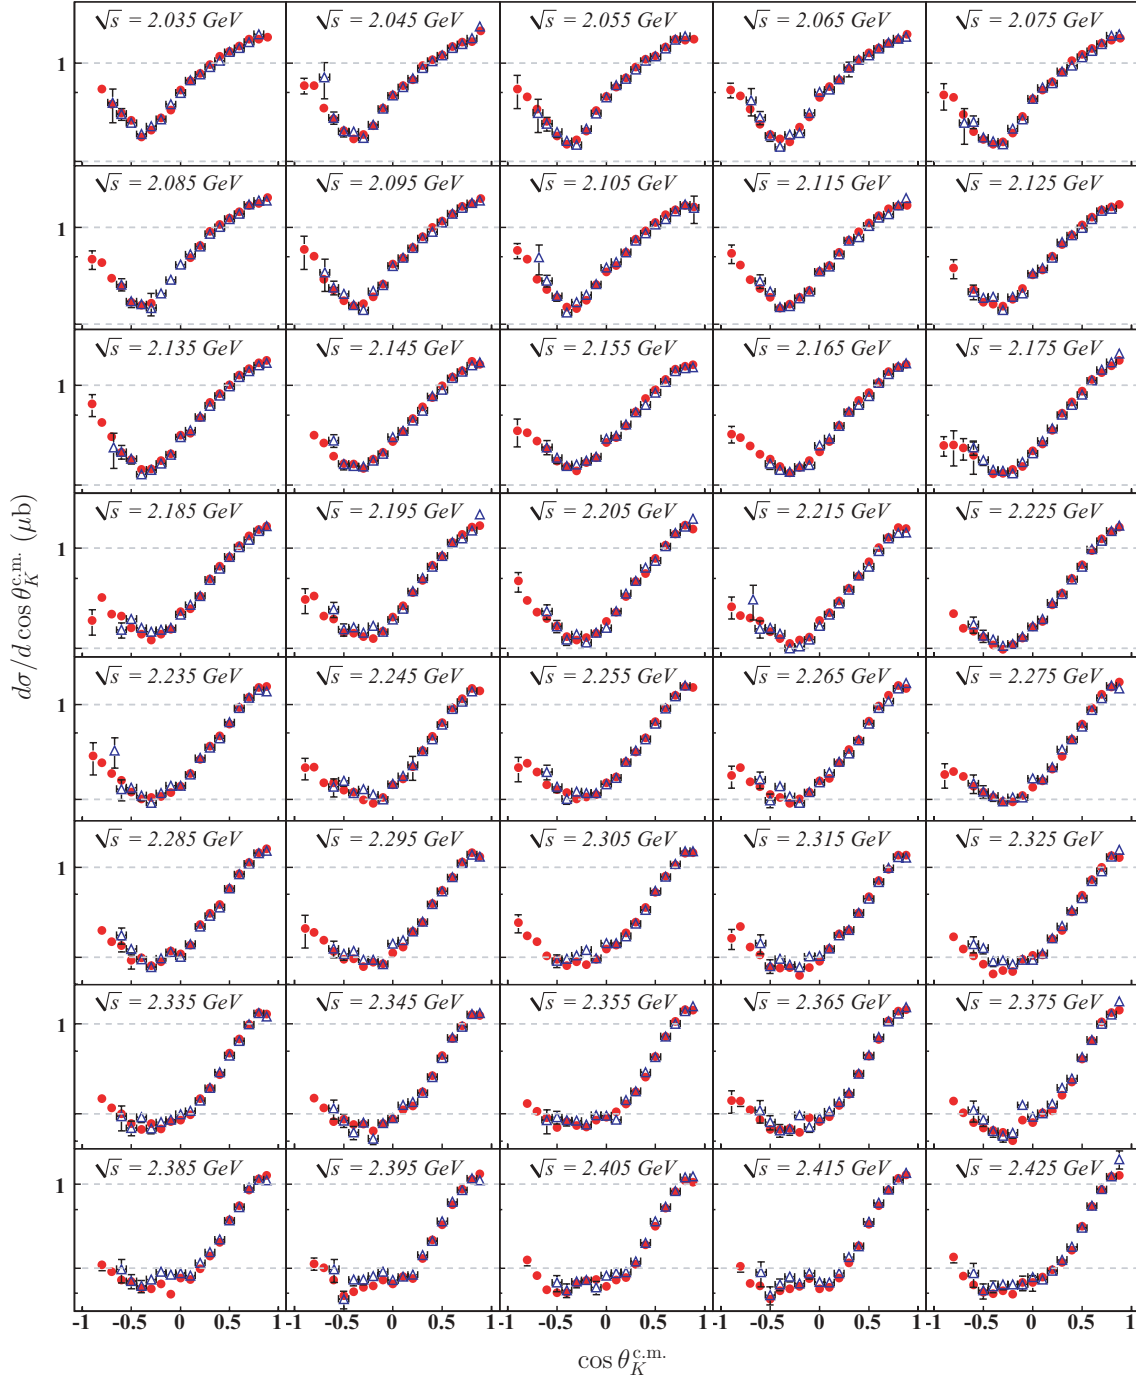 √s = 2.035 GeV √s = 2.045 GeV √s = 2.055 GeV √s = 2.065 GeV √s = 2.075 GeV
1
√s = 2.085 GeV √s = 2.095 GeV √s = 2.105 GeV √s = 2.115 GeV √s = 2.125 GeV
1
√s = 2.135 GeV √s = 2.145 GeV √s = 2.155 GeV √s = 2.165 GeV √s = 2.175 GeV
1
√s = 2.185 GeV √s = 2.195 GeV √s = 2.205 GeV √s = 2.215 GeV √s = 2.225 GeV
1
dσ/d cos θ_K^{c.m.} (μb)
√s = 2.235 GeV √s = 2.245 GeV √s = 2.255 GeV √s = 2.265 GeV √s = 2.275 GeV
1
√s = 2.285 GeV √s = 2.295 GeV √s = 2.305 GeV √s = 2.315 GeV √s = 2.325 GeV
1
√s = 2.335 GeV √s = 2.345 GeV √s = 2.355 GeV √s = 2.365 GeV √s = 2.375 GeV
1
√s = 2.385 GeV √s = 2.395 GeV √s = 2.405 GeV √s = 2.415 GeV √s = 2.425 GeV
1
-1 -0.5 0 0.5 1 -1 -0.5 0 0.5 1 -1 -0.5 0 0.5 1 -1 -0.5 0 0.5 1 -1 -0.5 0 0.5 1
cos θ_K^{c.m.}